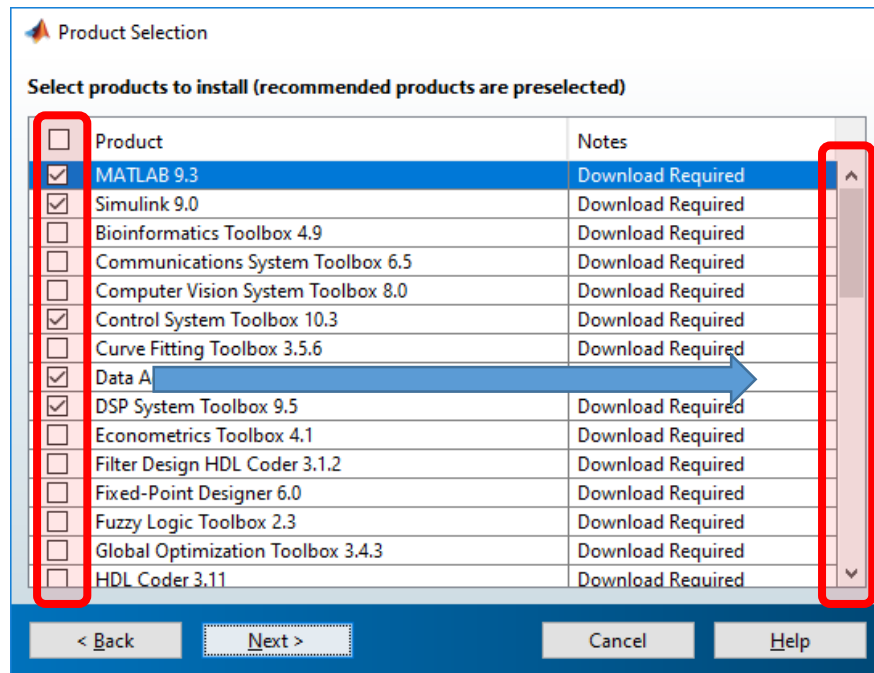 Product Selection
Select products to install (recommended products are preselected)
Product Notes
MATLAB 9.3 Download Required
Simulink 9.0 Download Required
Bioinformatics Toolbox 4.9 Download Required
Communications System Toolbox 6.5 Download Required
Computer Vision System Toolbox 8.0 Download Required
Control System Toolbox 10.3 Download Required
Curve Fitting Toolbox 3.5.6 Download Required
Data A
DSP System Toolbox 9.5 Download Required
Econometrics Toolbox 4.1 Download Required
Filter Design HDL Coder 3.1.2 Download Required
Fixed-Point Designer 6.0 Download Required
Fuzzy Logic Toolbox 2.3 Download Required
Global Optimization Toolbox 3.4.3 Download Required
HDL Coder 3.11 Download Required
< Back Next > Cancel Help